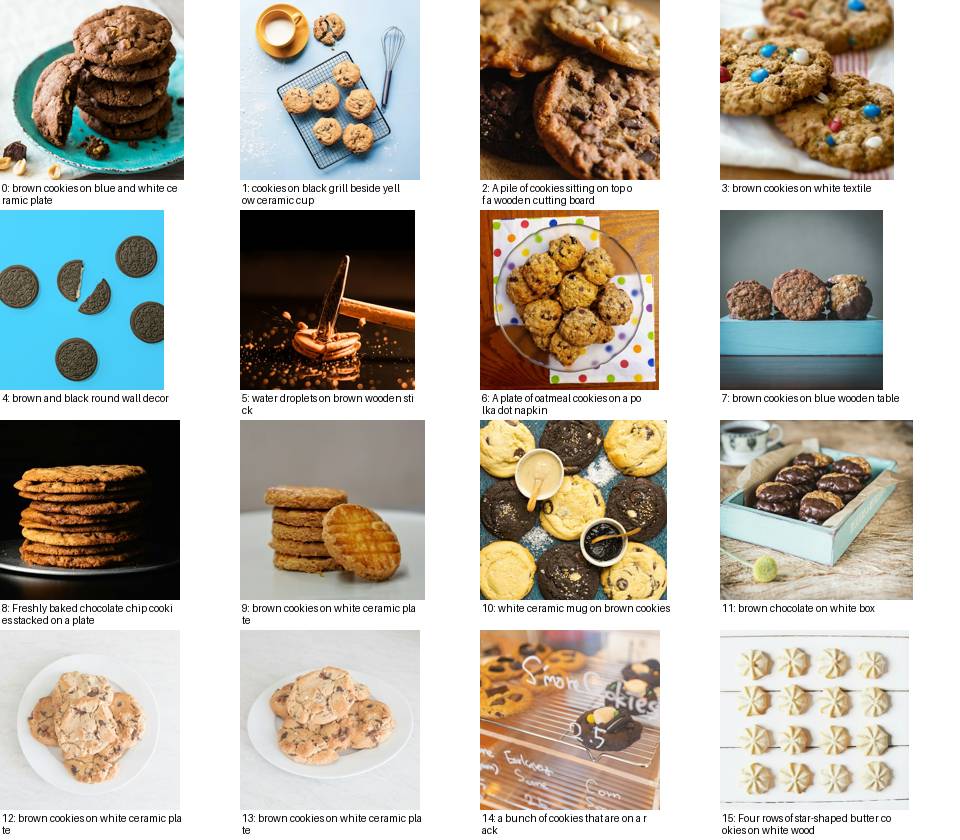 0: brown cookies on blue and white ce
ramic plate
1: cookies on black grill beside yell
ow ceramic cup
2: A pile of cookies sitting on top o
f a wooden cutting board
3: brown cookies on white textile
4: brown and black round wall decor
5: water droplets on brown wooden sti
ck
6: A plate of oatmeal cookies on a po
lka dot napkin
7: brown cookies on blue wooden table
8: Freshly baked chocolate chip cooki
es stacked on a plate
9: brown cookies on white ceramic pla
te
10: white ceramic mug on brown cookies
11: brown chocolate on white box
12: brown cookies on white ceramic pla
te
13: brown cookies on white ceramic pla
te
S'more Cookies
2.5
14: a bunch of cookies that are on a r
ack
15: Four rows of star-shaped butter co
okies on white wood